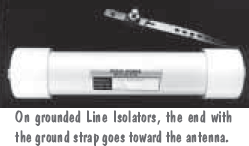 On grounded Line Isolators, the end with
the ground strap goes toward the antenna.